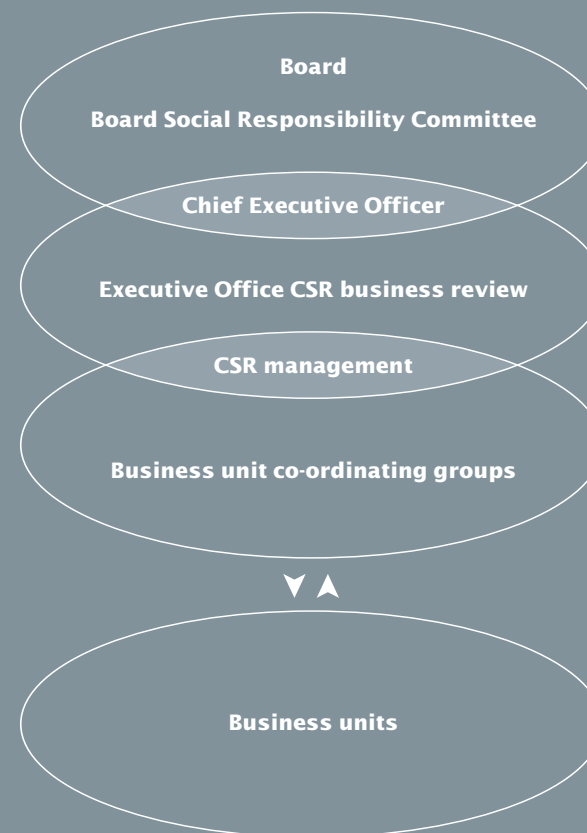 Board
Board Social Responsibility Committee
Chief Executive Officer
Executive Office CSR business review
CSR management
Business unit co-ordinating groups
Business units